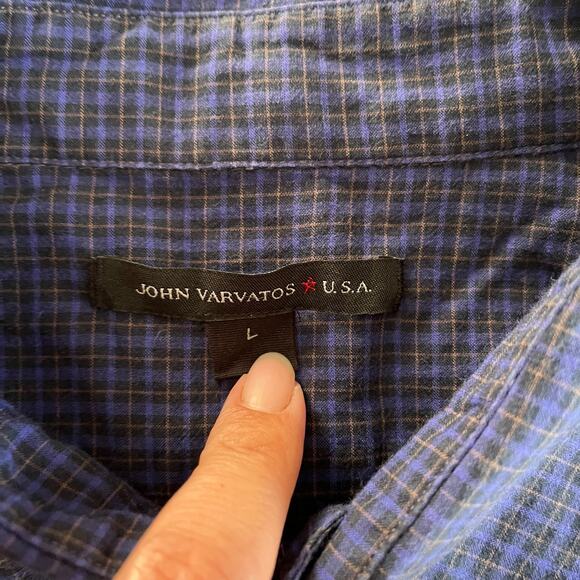 JOHN VARVATOS ★ U.S.A.
L